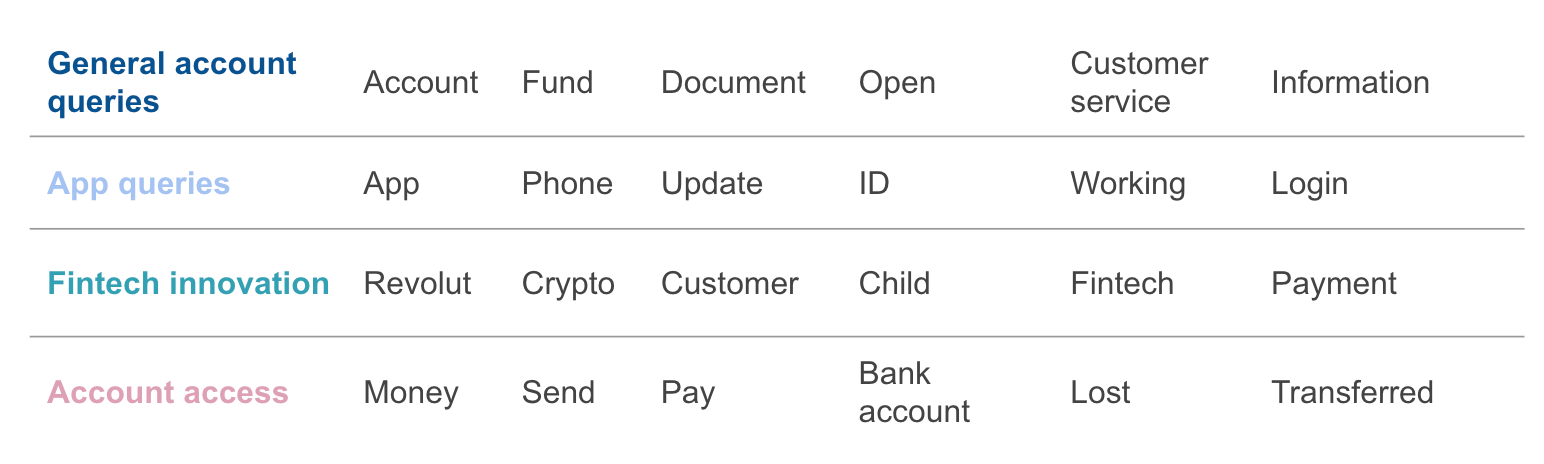 General account queries Account Fund Document Open Customer service Information
App queries App Phone Update ID Working Login
Fintech innovation Revolut Crypto Customer Child Fintech Payment
Account access Money Send Pay Bank account Lost Transferred